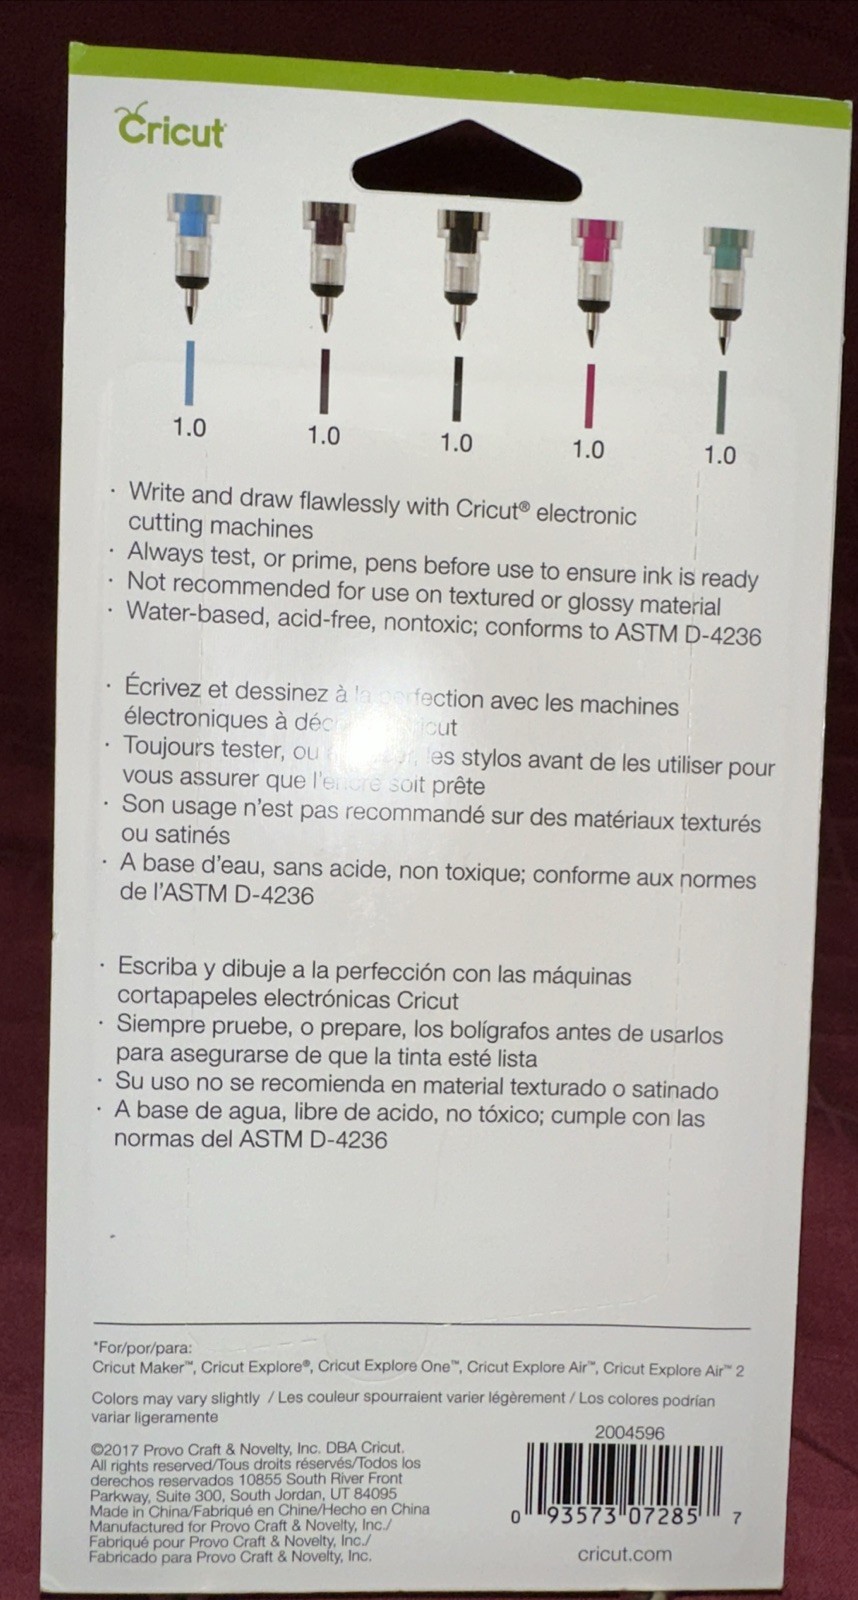 Cricut
1.0 1.0 1.0 1.0 1.0
· Write and draw flawlessly with Cricut® electronic
cutting machines
· Always test, or prime, pens before use to ensure ink is ready
· Not recommended for use on textured or glossy material
· Water-based, acid-free, nontoxic; conforms to ASTM D-4236
· Écrivez et dessinez à la perfection avec les machines
électroniques à
· Toujours tester, ou les stylos avant de les utiliser pour
vous assurer que l'encre soit prête
· Son usage n'est pas recommandé sur des matériaux texturés
ou satinés
· A base d'eau, sans acide, non toxique; conforme aux normes
de l'ASTM D-4236
· Escriba y dibuje a la perfección con las máquinas
cortapapeles electrónicas Cricut
· Siempre pruebe, o prepare, los bolígrafos antes de usarlos
para asegurarse de que la tinta esté lista
· Su uso no se recomienda en material texturado o satinado
· A base de agua, libre de acido, no tóxico; cumple con las
normas del ASTM D-4236
*For/por/para:
Cricut Maker™, Cricut Explore®, Cricut Explore One™, Cricut Explore Air™, Cricut Explore Air™ 2
Colors may vary slightly / Les couleur spourraient varier légèrement / Los colores podrían
variar ligeramente
©2017 Provo Craft & Novelty, Inc. DBA Cricut.
All rights reserved/Tous droits réservés/Todos los
derechos reservados 10855 South River Front
Parkway, Suite 300, South Jordan, UT 84095
Made in China/Fabriqué en Chine/Hecho en China
Manufactured for Provo Craft & Novelty, Inc./
Fabriqué pour Provo Craft & Novelty, Inc./
Fabricado para Provo Craft & Novelty, Inc.
2004596
0 93573 07285 7
cricut.com